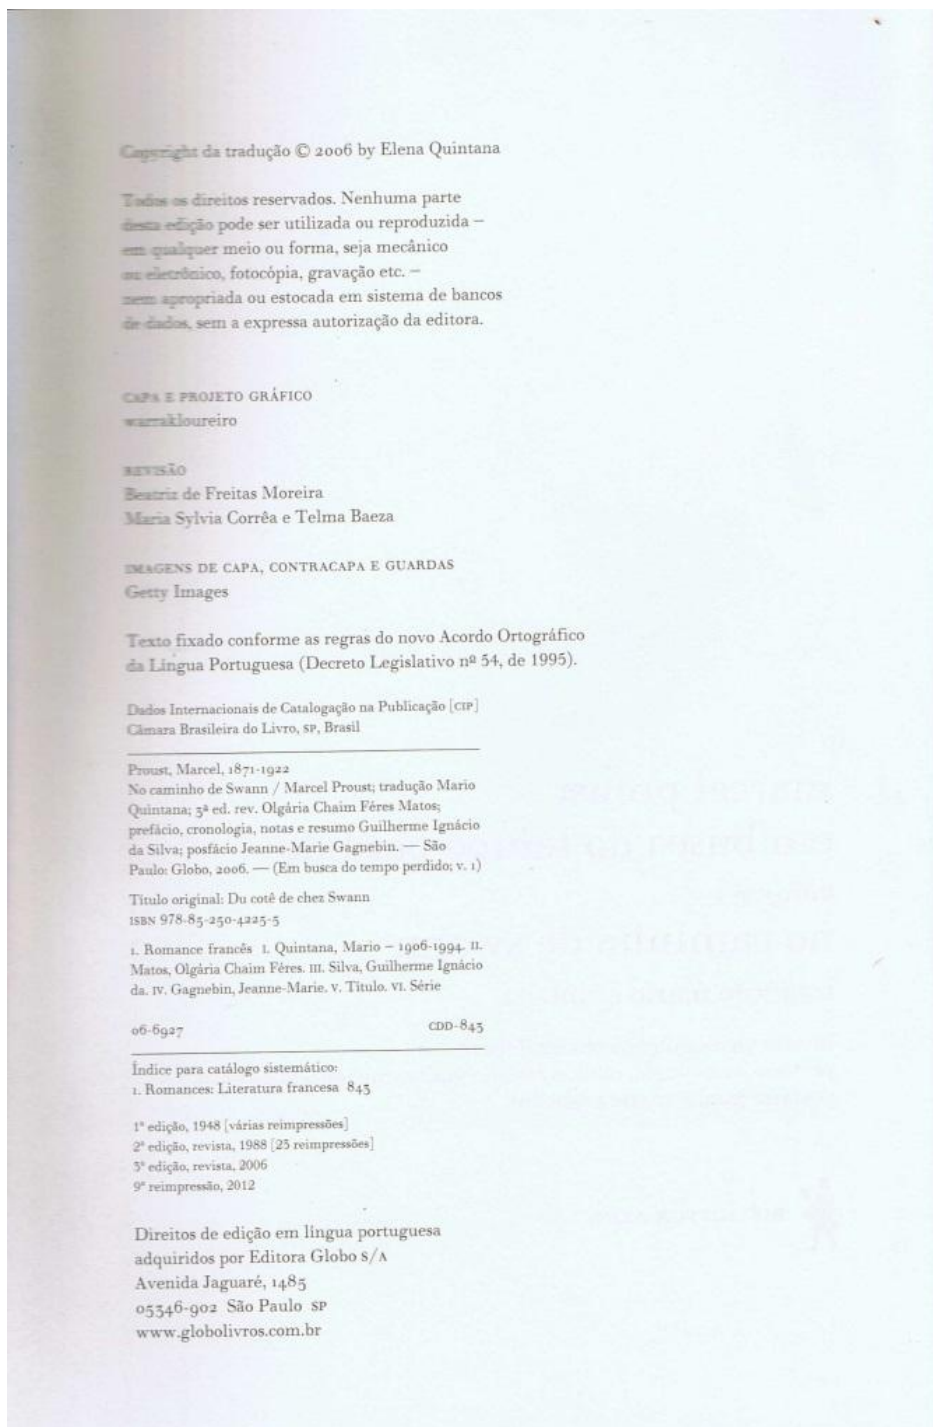 Copyright da tradução © 2006 by Elena Quintana
Todos os direitos reservados. Nenhuma parte
desta edição pode ser utilizada ou reproduzida –
em qualquer meio ou forma, seja mecânico
ou eletrônico, fotocópia, gravação etc. –
nem apropriada ou estocada em sistema de bancos
de dados, sem a expressa autorização da editora.
CAPA E PROJETO GRÁFICO
warrakloureiro
REVISÃO
Beatriz de Freitas Moreira
Maria Sylvia Corrêa e Telma Baeza
IMAGENS DE CAPA, CONTRACAPA E GUARDAS
Getty Images
Texto fixado conforme as regras do novo Acordo Ortográfico
da Língua Portuguesa (Decreto Legislativo nº 54, de 1995).
Dados Internacionais de Catalogação na Publicação [CIP]
Câmara Brasileira do Livro, SP, Brasil
Proust, Marcel, 1871-1922
No caminho de Swann / Marcel Proust; tradução Mario
Quintana; 3ª ed. rev. Olgária Chaim Féres Matos;
prefácio, cronologia, notas e resumo Guilherme Ignácio
da Silva; posfácio Jeanne-Marie Gagnebin. — São
Paulo: Globo, 2006. — (Em busca do tempo perdido; v. 1)
Título original: Du cotê de chez Swann
ISBN 978-85-250-4225-5
1. Romance francês I. Quintana, Mario – 1906-1994. II.
Matos, Olgária Chaim Féres. III. Silva, Guilherme Ignácio
da. IV. Gagnebin, Jeanne-Marie. V. Título. VI. Série
06-6927 CDD-843
Índice para catálogo sistemático:
1. Romances: Literatura francesa 843
1ª edição, 1948 [várias reimpressões]
2ª edição, revista, 1988 [23 reimpressões]
3ª edição, revista, 2006
9ª reimpressão, 2012
Direitos de edição em língua portuguesa
adquiridos por Editora Globo S/A
Avenida Jaguaré, 1485
05346-902 São Paulo SP
www.globolivros.com.br